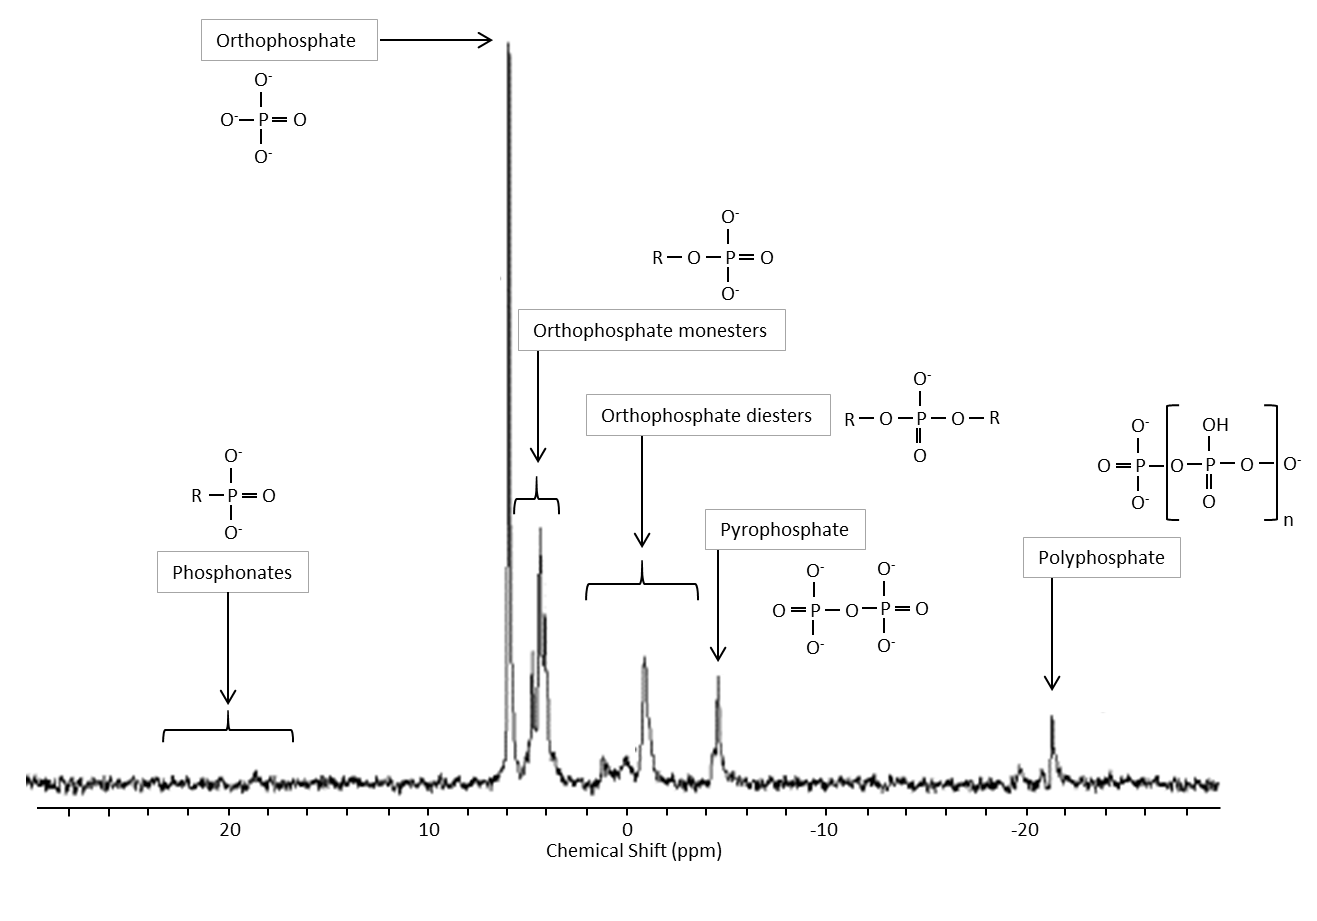 Orthophosphate
O-
O- P = O
O-
O-
R — O — P = O
O-
Orthophosphate monesters
O-
R — O — P — O — R
O
Orthophosphate diesters
O-
R — P = O
O-
Phosphonates
O- OH
O = P — O — P — O — O-
O- O
n
Polyphosphate
Pyrophosphate
O- O-
O = P — O — P = O
O- O-
20 10 0 -10 -20
Chemical Shift (ppm)